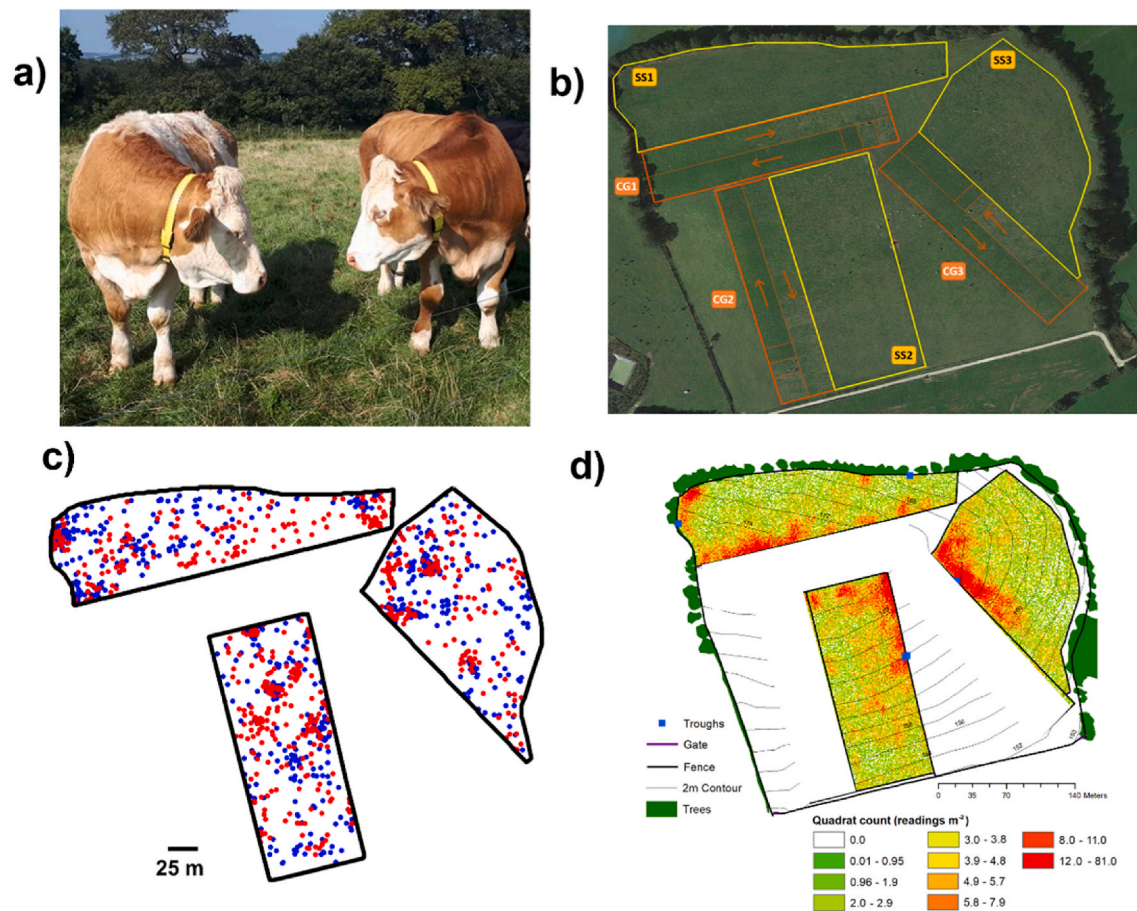 a)
b)
SS1
SS3
CG1
CG2
CG3
SS2
c)
25 m
d)
Troughs
Gate
Fence
2m Contour
Trees
0 35 70 140 Meters
Quadrat count (readings m⁻²)
0.0
0.01 - 0.95
0.96 - 1.9
2.0 - 2.9
3.0 - 3.8
3.9 - 4.8
4.9 - 5.7
5.8 - 7.9
8.0 - 11.0
12.0 - 81.0